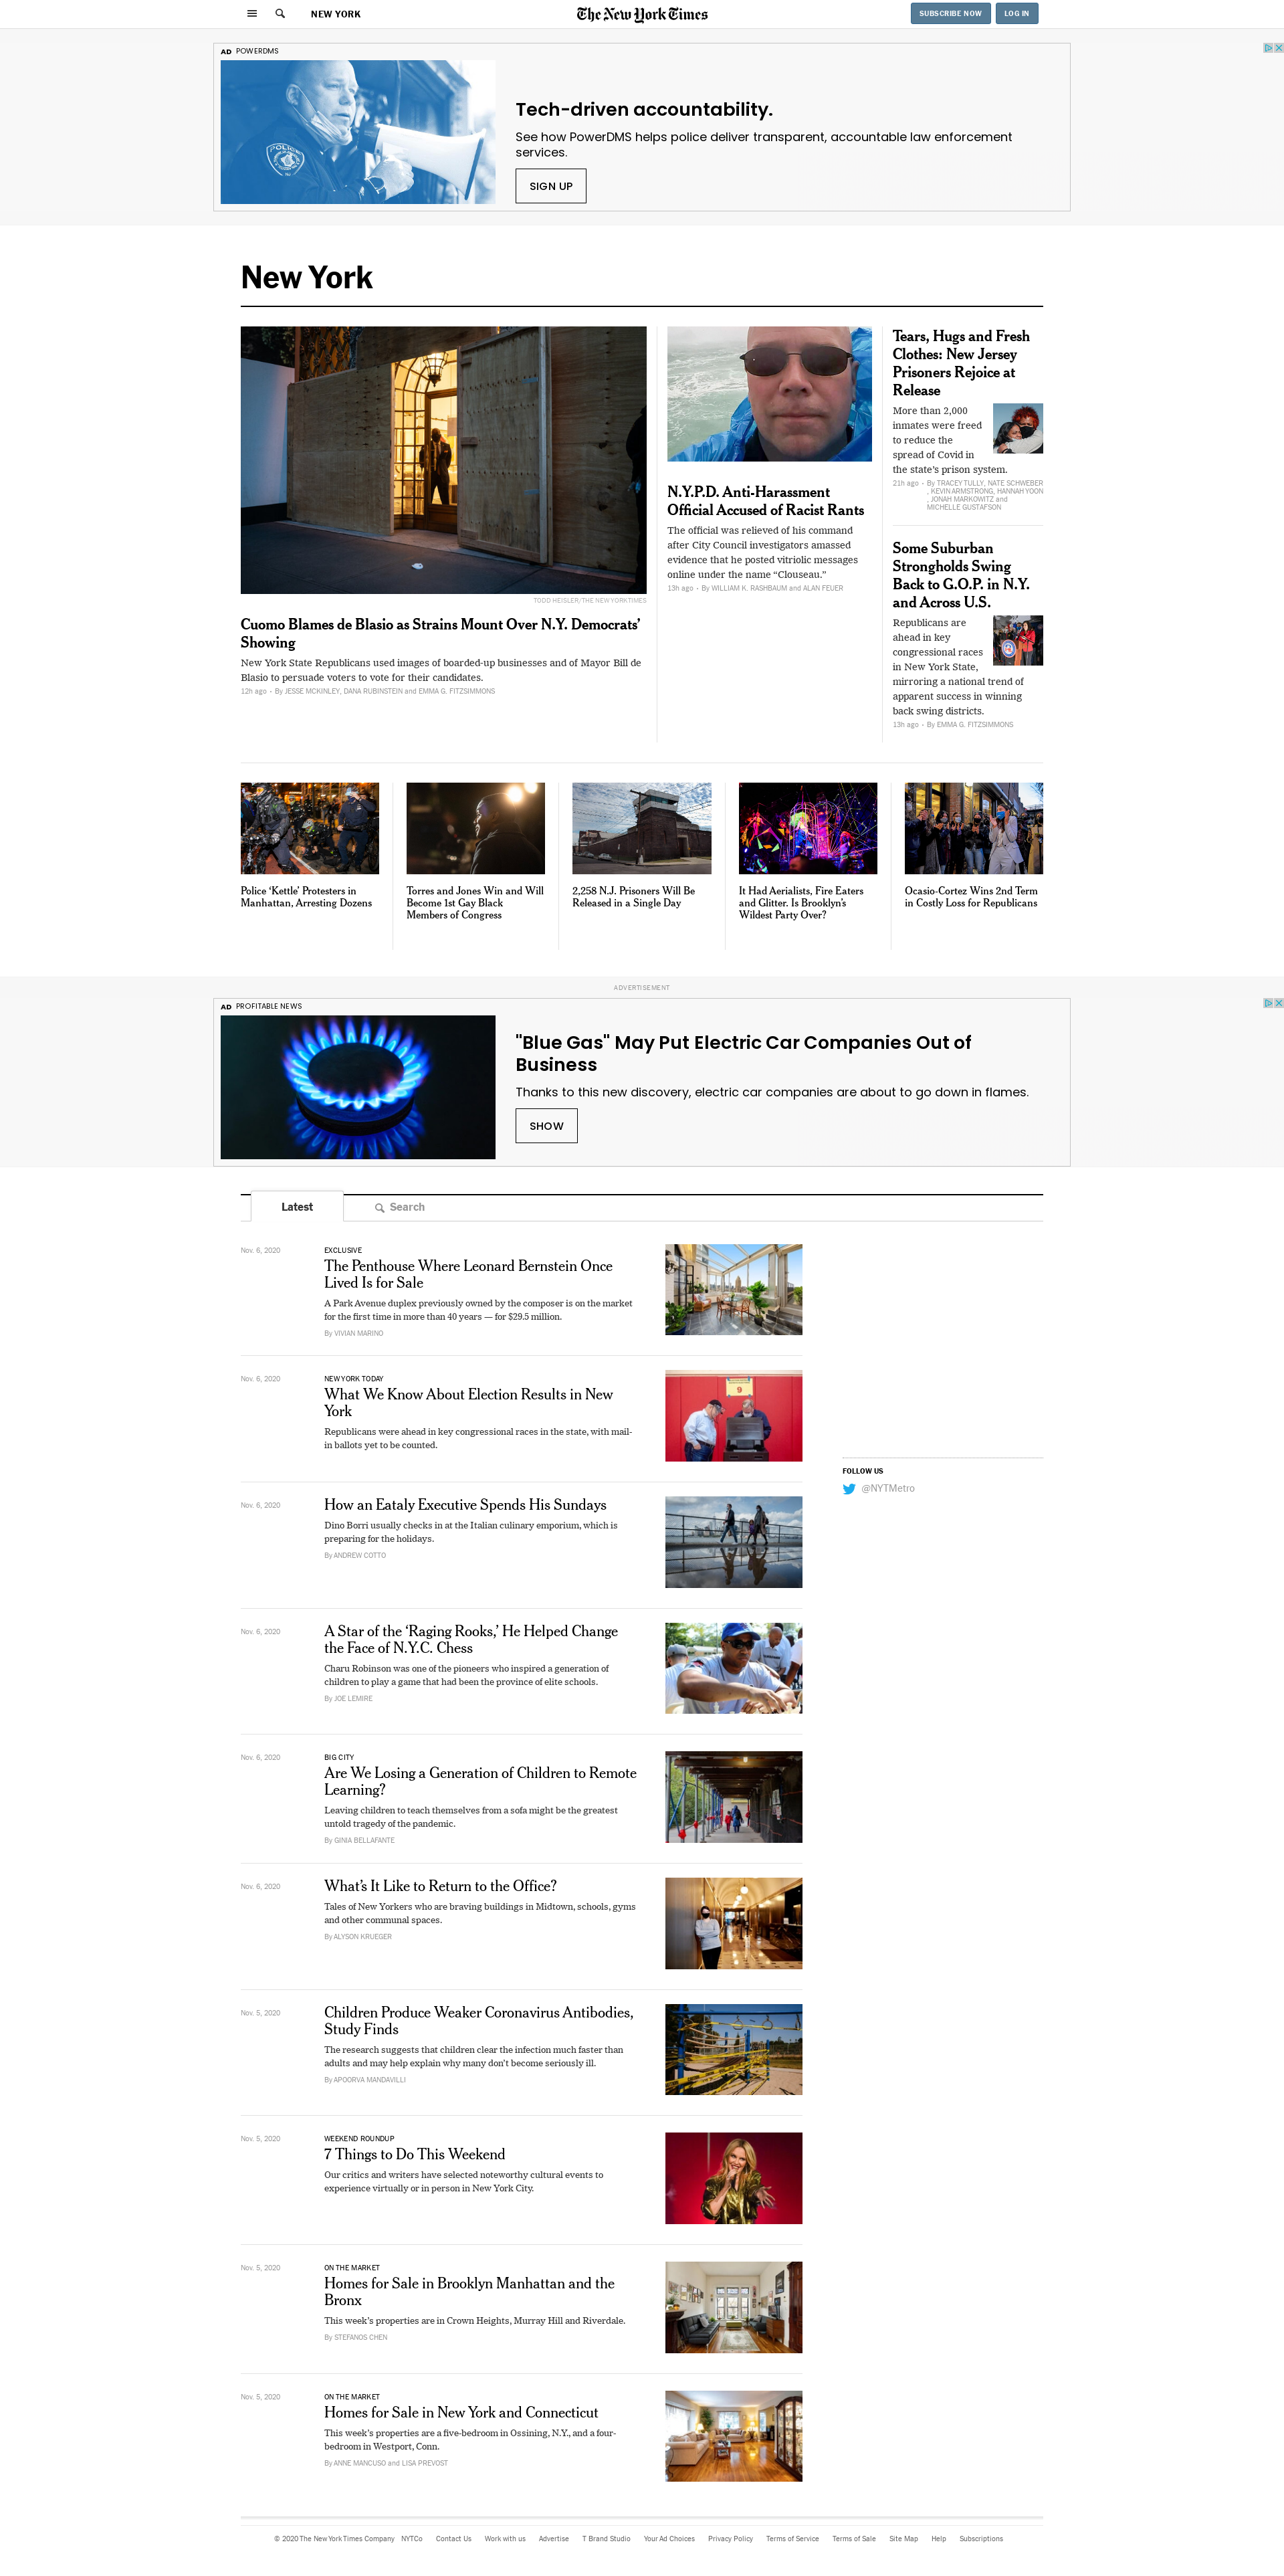 NEW YORK
The New York Times
SUBSCRIBE NOW
LOG IN
AD POWERDMS
POLICE
Tech-driven accountability.
See how PowerDMS helps police deliver transparent, accountable law enforcement
services.
SIGN UP
New York
TODD HEISLER/THE NEW YORK TIMES
Cuomo Blames de Blasio as Strains Mount Over N.Y. Democrats’
Showing
New York State Republicans used images of boarded-up businesses and of Mayor Bill de
Blasio to persuade voters to vote for their candidates.
12h ago - By JESSE MCKINLEY, DANA RUBINSTEIN and EMMA G. FITZSIMMONS
N.Y.P.D. Anti-Harassment
Official Accused of Racist Rants
The official was relieved of his command
after City Council investigators amassed
evidence that he posted vitriolic messages
online under the name “Clouseau.”
13h ago - By WILLIAM K. RASHBAUM and ALAN FEUER
Tears, Hugs and Fresh
Clothes: New Jersey
Prisoners Rejoice at
Release
More than 2,000
inmates were freed
to reduce the
spread of Covid in
the state’s prison system.
21h ago - By TRACEY TULLY, NATE SCHWEBER
, KEVIN ARMSTRONG, HANNAH YOON
, JONAH MARKOWITZ and
MICHELLE GUSTAFSON
Some Suburban
Strongholds Swing
Back to G.O.P. in N.Y.
and Across U.S.
Republicans are
ahead in key
congressional races
in New York State,
mirroring a national trend of
apparent success in winning
back swing districts.
13h ago - By EMMA G. FITZSIMMONS
Police ‘Kettle’ Protesters in
Manhattan, Arresting Dozens
Torres and Jones Win and Will
Become 1st Gay Black
Members of Congress
2,258 N.J. Prisoners Will Be
Released in a Single Day
It Had Aerialists, Fire Eaters
and Glitter. Is Brooklyn’s
Wildest Party Over?
Ocasio-Cortez Wins 2nd Term
in Costly Loss for Republicans
ADVERTISEMENT
AD PROFITABLE NEWS
"Blue Gas" May Put Electric Car Companies Out of
Business
Thanks to this new discovery, electric car companies are about to go down in flames.
SHOW
Latest
Search
Nov. 6, 2020
EXCLUSIVE
The Penthouse Where Leonard Bernstein Once
Lived Is for Sale
A Park Avenue duplex previously owned by the composer is on the market
for the first time in more than 40 years — for $29.5 million.
By VIVIAN MARINO
Nov. 6, 2020
NEW YORK TODAY
What We Know About Election Results in New
York
Republicans were ahead in key congressional races in the state, with mail-
in ballots yet to be counted.
9
FOLLOW US
@NYTMetro
Nov. 6, 2020
How an Eataly Executive Spends His Sundays
Dino Borri usually checks in at the Italian culinary emporium, which is
preparing for the holidays.
By ANDREW COTTO
Nov. 6, 2020
A Star of the ‘Raging Rooks,’ He Helped Change
the Face of N.Y.C. Chess
Charu Robinson was one of the pioneers who inspired a generation of
children to play a game that had been the province of elite schools.
By JOE LEMIRE
Nov. 6, 2020
BIG CITY
Are We Losing a Generation of Children to Remote
Learning?
Leaving children to teach themselves from a sofa might be the greatest
untold tragedy of the pandemic.
By GINIA BELLAFANTE
Nov. 6, 2020
What’s It Like to Return to the Office?
Tales of New Yorkers who are braving buildings in Midtown, schools, gyms
and other communal spaces.
By ALYSON KRUEGER
Nov. 5, 2020
Children Produce Weaker Coronavirus Antibodies,
Study Finds
The research suggests that children clear the infection much faster than
adults and may help explain why many don’t become seriously ill.
By APOORVA MANDAVILLI
Nov. 5, 2020
WEEKEND ROUNDUP
7 Things to Do This Weekend
Our critics and writers have selected noteworthy cultural events to
experience virtually or in person in New York City.
Nov. 5, 2020
ON THE MARKET
Homes for Sale in Brooklyn Manhattan and the
Bronx
This week’s properties are in Crown Heights, Murray Hill and Riverdale.
By STEFANOS CHEN
Nov. 5, 2020
ON THE MARKET
Homes for Sale in New York and Connecticut
This week’s properties are a five-bedroom in Ossining, N.Y., and a four-
bedroom in Westport, Conn.
By ANNE MANCUSO and LISA PREVOST
© 2020 The New York Times Company NYTCo Contact Us Work with us Advertise T Brand Studio Your Ad Choices Privacy Policy Terms of Service Terms of Sale Site Map Help Subscriptions